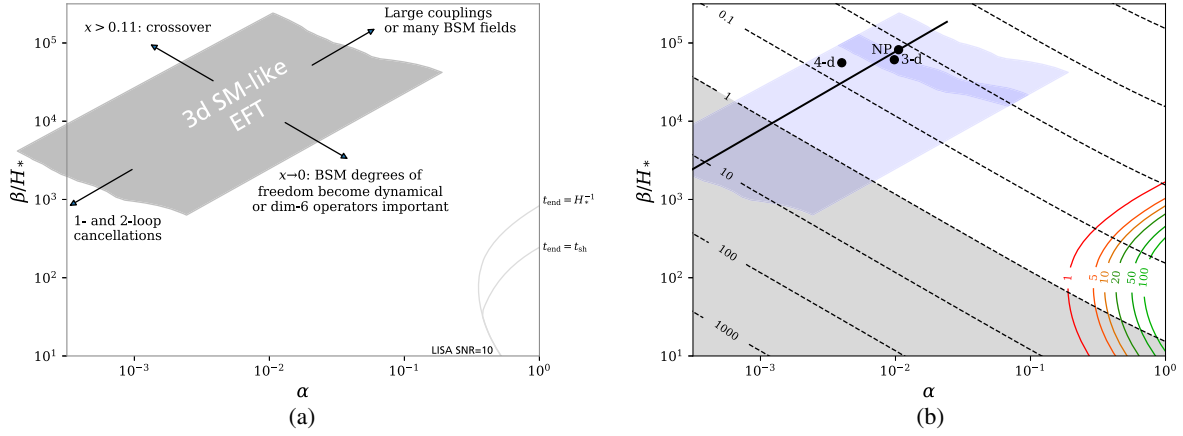 x > 0.11: crossover
Large couplings
or many BSM fields
3d SM-like
EFT
x→0: BSM degrees of
freedom become dynamical
or dim-6 operators important
1- and 2-loop
cancellations
t_end = H_*^{-1}
t_end = t_sh
LISA SNR=10
β/H_*
10^5
10^4
10^3
10^2
10^1
10^{-3}
10^{-2}
10^{-1}
10^0
α
(a)
0.1
NP
4-d
3-d
1
10
100
1000
1
5
10
20
50
100
β/H_*
10^5
10^4
10^3
10^2
10^1
10^{-3}
10^{-2}
10^{-1}
10^0
α
(b)